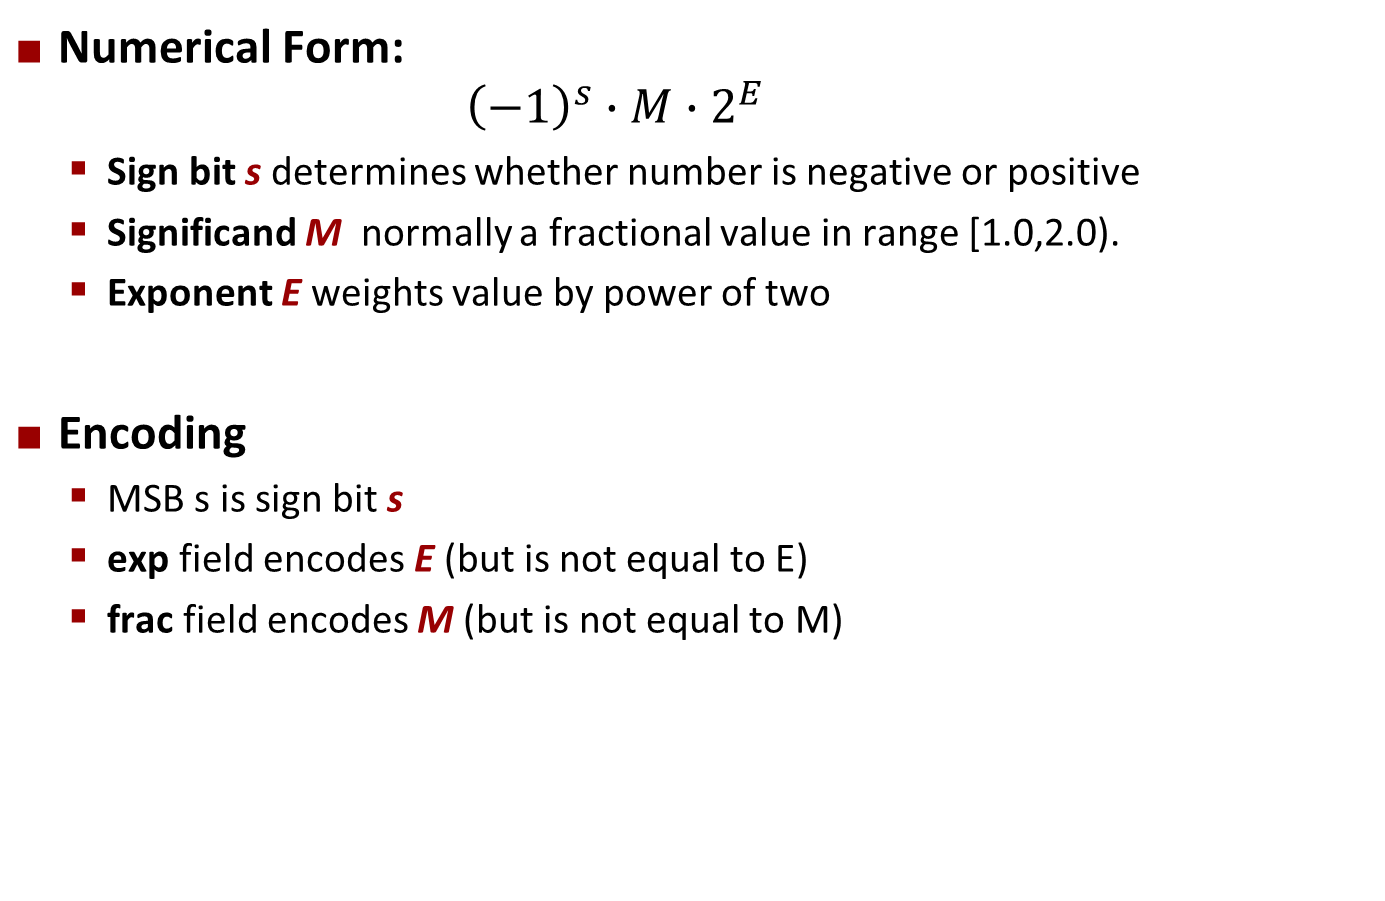 ■ Numerical Form:
(−1)^s · M · 2^E
▪ Sign bit s determines whether number is negative or positive
▪ Significand M normally a fractional value in range [1.0,2.0).
▪ Exponent E weights value by power of two
■ Encoding
▪ MSB s is sign bit s
▪ exp field encodes E (but is not equal to E)
▪ frac field encodes M (but is not equal to M)